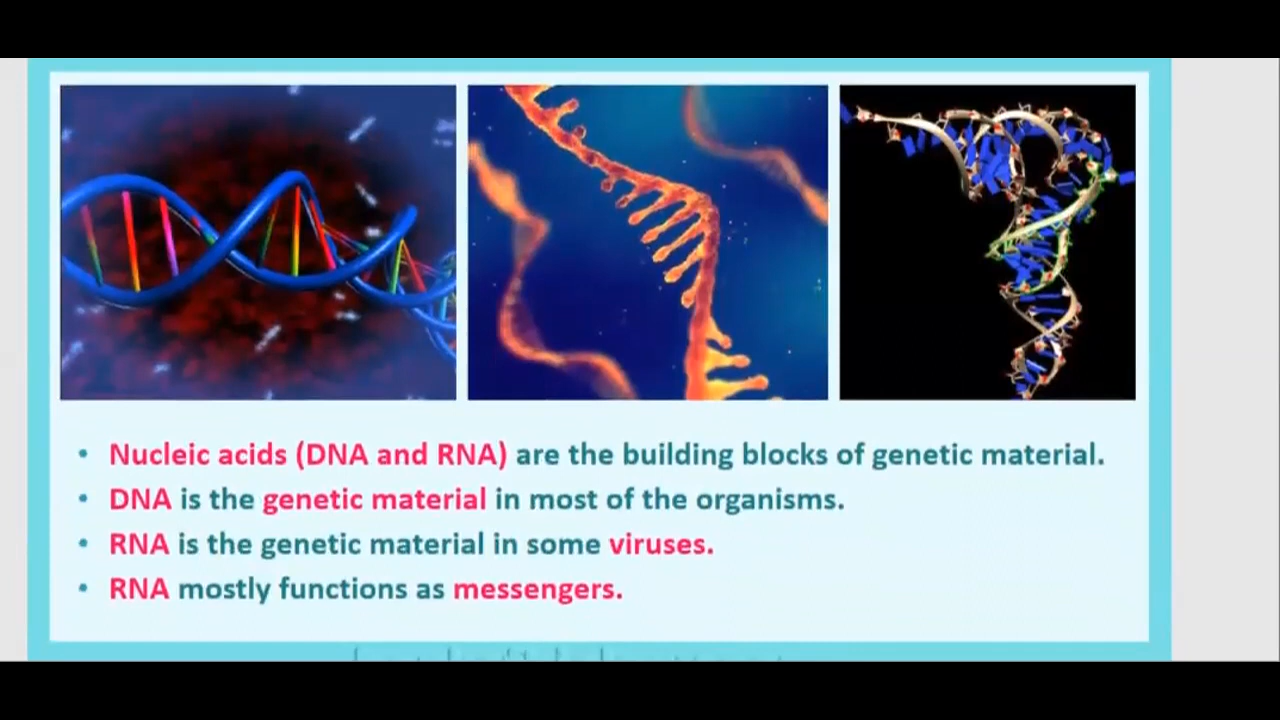 • Nucleic acids (DNA and RNA) are the building blocks of genetic material.
• DNA is the genetic material in most of the organisms.
• RNA is the genetic material in some viruses.
• RNA mostly functions as messengers.